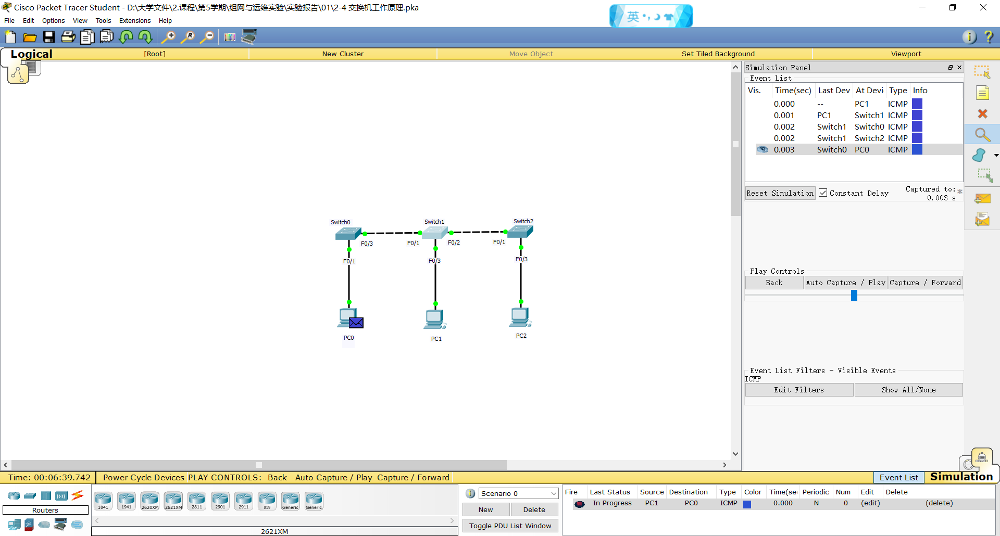 Cisco Packet Tracer Student - D:\大学文件\2.课程\第5学期\组网与运维实验\实验报告\01\2-4 交换机工作原理.pka
英
File Edit Options View Tools Extensions Help
Logical [Root] New Cluster Move Object Set Tiled Background Viewport
Simulation Panel
Event List
Vis. Time(sec) Last Dev At Devi Type Info
0.000 -- PC1 ICMP
0.001 PC1 Switch1 ICMP
0.002 Switch1 Switch0 ICMP
0.002 Switch1 Switch2 ICMP
0.003 Switch0 PC0 ICMP
Reset Simulation Constant Delay Captured to: *
0.003 s
Switch0 Switch1 Switch2
F0/3 F0/1 F0/2 F0/1
F0/1 F0/3 F0/3
PC0 PC1 PC2
Play Controls
Back Auto Capture / Play Capture / Forward
Event List Filters - Visible Events
ICMP
Edit Filters Show All/None
Time: 00:06:39.742 Power Cycle Devices PLAY CONTROLS: Back Auto Capture / Play Capture / Forward Event List Simulation
Routers
1841 1941 2620XM 2621XM 2811 2901 2911 819 Generic Generic
2621XM
Scenario 0
New Delete
Toggle PDU List Window
Fire Last Status Source Destination Type Color Time(sec Periodic Num Edit Delete
In Progress PC1 PC0 ICMP 0.000 N 0 (edit) (delete)